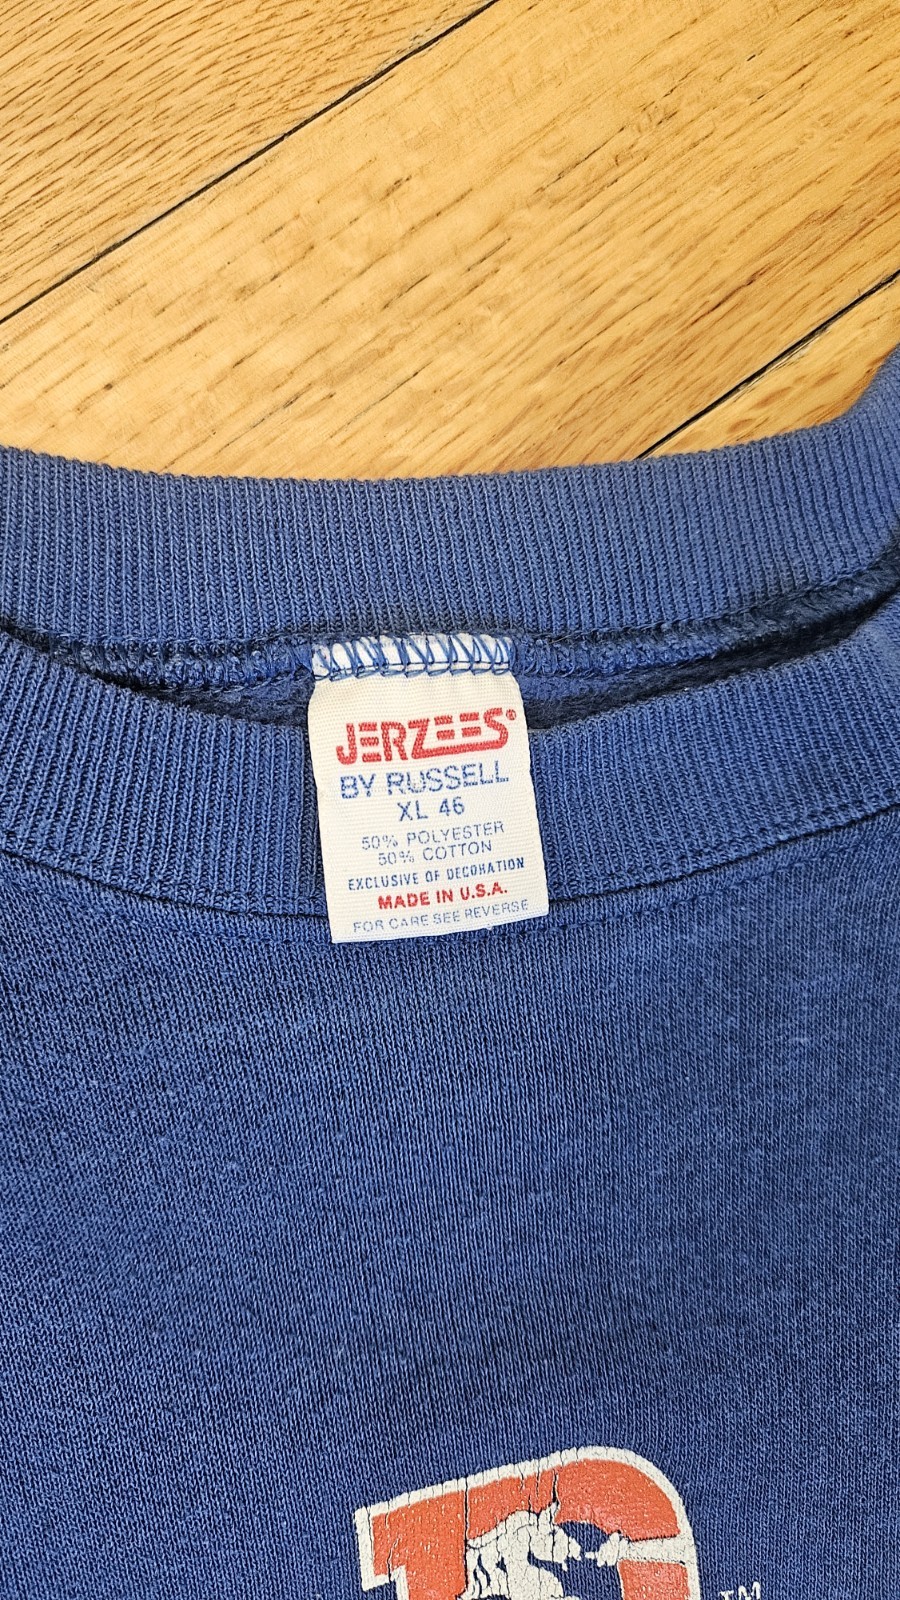 JERZEES®
BY RUSSELL
XL 46
50% POLYESTER
50% COTTON
EXCLUSIVE OF DECORATION
MADE IN U.S.A.
FOR CARE SEE REVERSE
D
TM